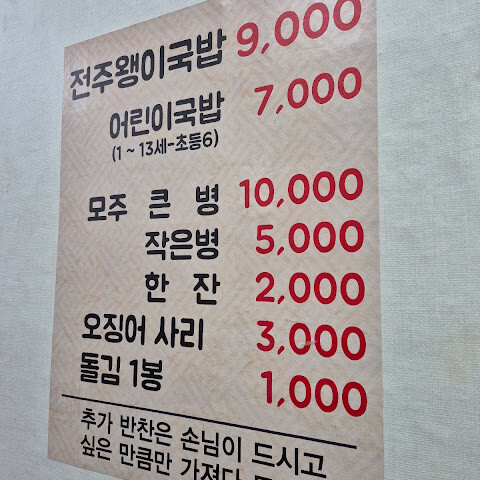 전주왱이국밥 9,000
어린이국밥 7,000
(1 ~ 13세-초등6)
모주 큰 병 10,000
작은병 5,000
한 잔 2,000
오징어 사리 3,000
돌김 1봉 1,000
추가 반찬은 손님이 드시고
싶은 만큼만 가져다